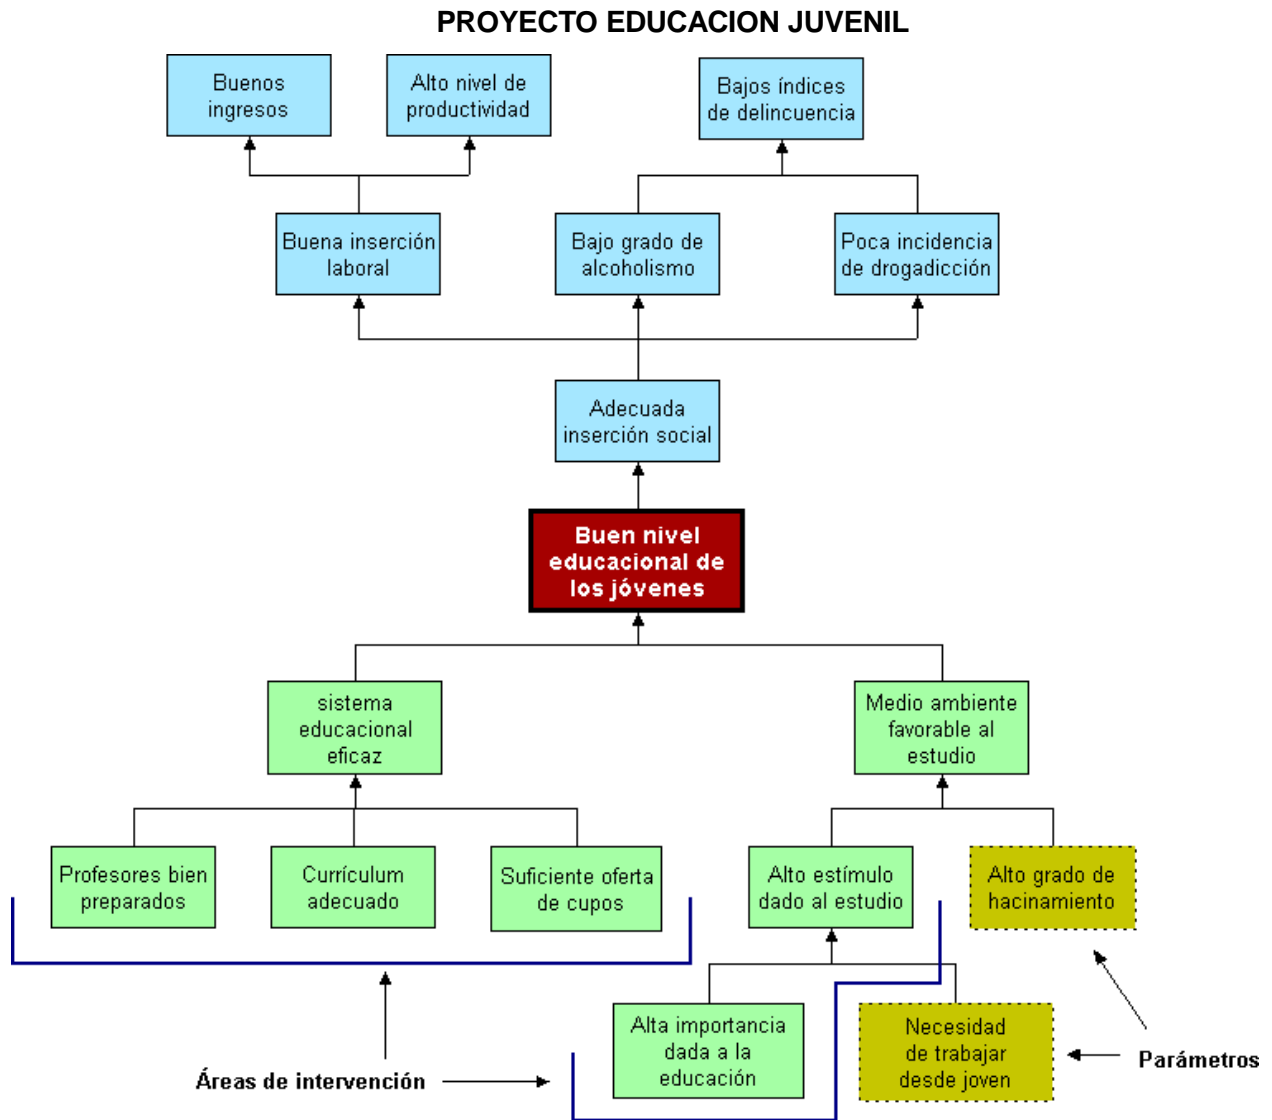 PROYECTO EDUCACION JUVENIL
Buenos
ingresos
Alto nivel de
productividad
Bajos índices
de delincuencia
Buena inserción
laboral
Bajo grado de
alcoholismo
Poca incidencia
de drogadicción
Adecuada
inserción social
Buen nivel
educacional de
los jóvenes
sistema
educacional
eficaz
Medio ambiente
favorable al
estudio
Profesores bien
preparados
Currículum
adecuado
Suficiente oferta
de cupos
Alto estímulo
dado al estudio
Alto grado de
hacinamiento
Alta importancia
dada a la
educación
Necesidad
de trabajar
desde joven
Parámetros
Áreas de intervención